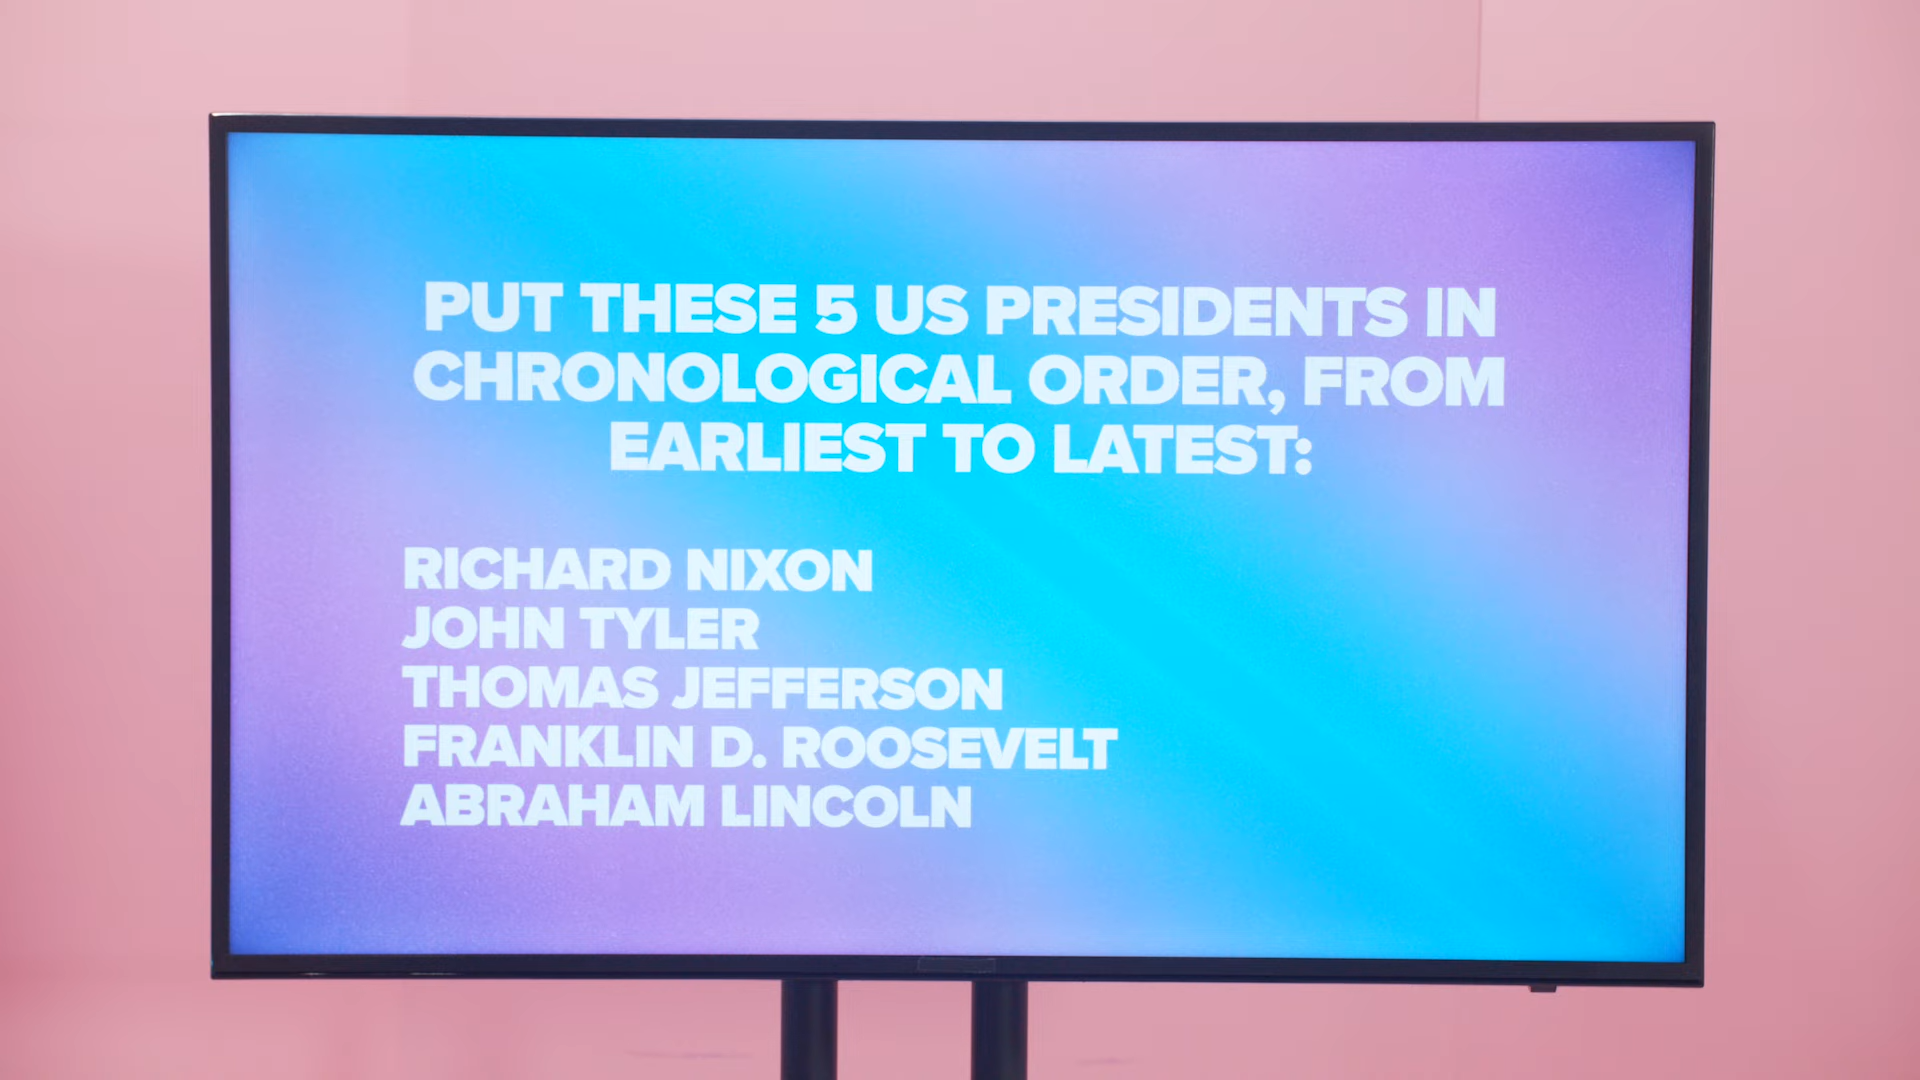 PUT THESE 5 US PRESIDENTS IN
CHRONOLOGICAL ORDER, FROM
EARLIEST TO LATEST:
RICHARD NIXON
JOHN TYLER
THOMAS JEFFERSON
FRANKLIN D. ROOSEVELT
ABRAHAM LINCOLN